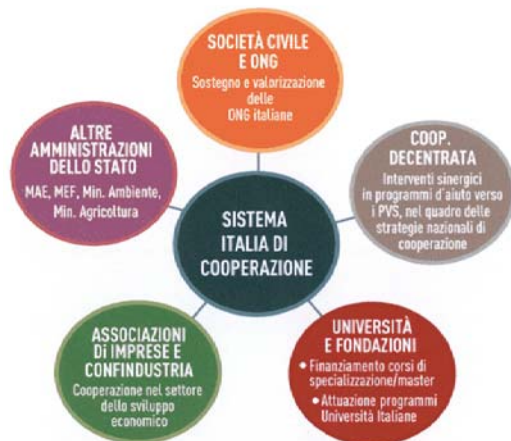 SOCIETÀ CIVILE
E ONG
Sostegno e valorizzazione
delle
ONG italiane
ALTRE
AMMINISTRAZIONI
DELLO STATO
MAE, MEF, Min. Ambiente,
Min. Agricoltura
COOP.
DECENTRATA
Interventi sinergici
in programmi d'aiuto verso
i PVS, nel quadro delle
strategie nazionali di
cooperazione
SISTEMA
ITALIA DI
COOPERAZIONE
ASSOCIAZIONI
Di IMPRESE E
CONFINDUSTRIA
Cooperazione nel settore
dello sviluppo
economico
UNIVERSITÀ
E FONDAZIONI
• Finanziamento corsi di
specializzazione/master
• Attuazione programmi
Università Italiane